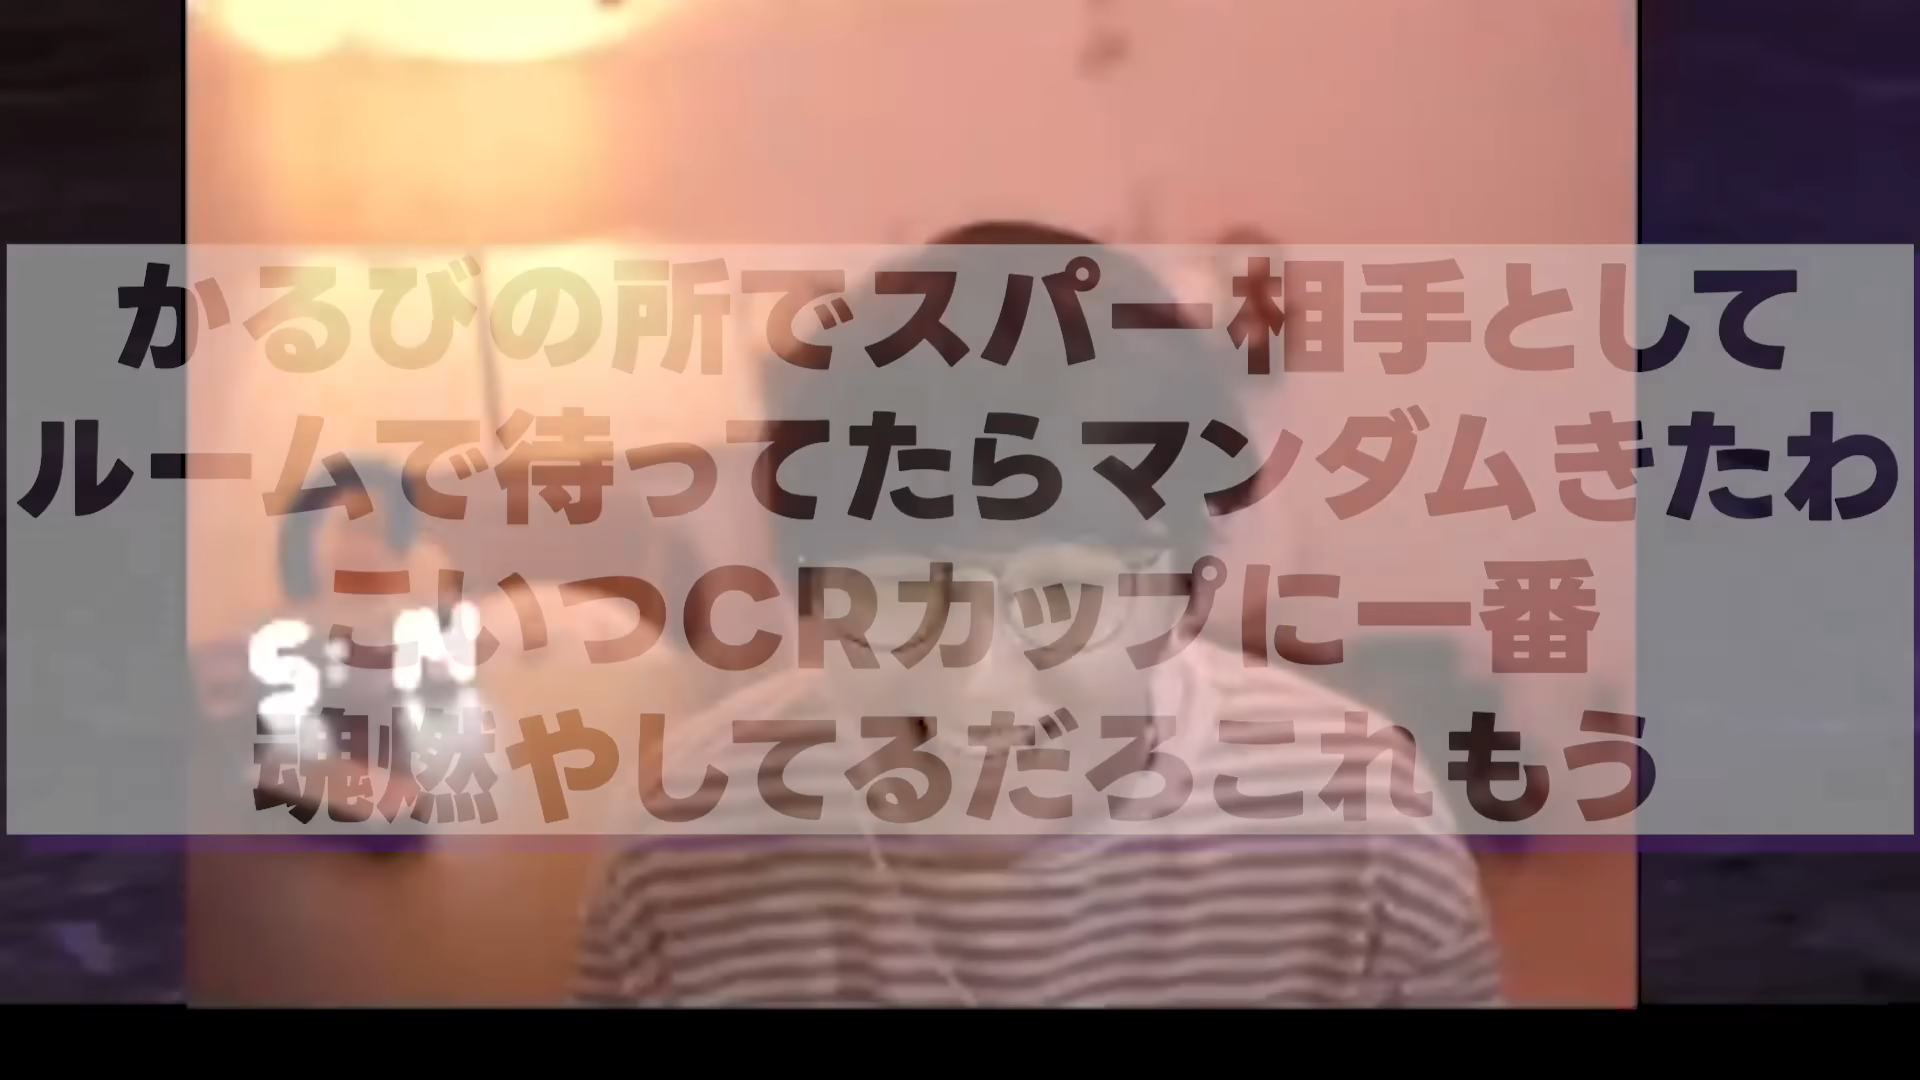 かるびの所でスパー相手として
ルームで待ってたらマンダムきたわ
こいつCRカップに一番
魂燃やしてるだろこれもう